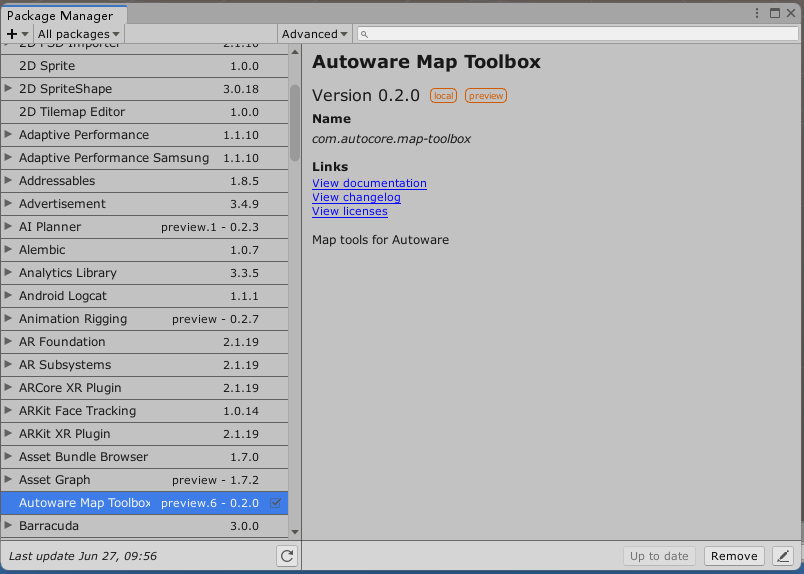 Package Manager
All packages
Advanced
2D PSD Importer 2.1.10
2D Sprite 1.0.0
2D SpriteShape 3.0.18
2D Tilemap Editor 1.0.0
Adaptive Performance 1.1.10
Adaptive Performance Samsung 1.1.10
Addressables 1.8.5
Advertisement 3.4.9
AI Planner preview.1 - 0.2.3
Alembic 1.0.7
Analytics Library 3.3.5
Android Logcat 1.1.1
Animation Rigging preview - 0.2.7
AR Foundation 2.1.19
AR Subsystems 2.1.19
ARCore XR Plugin 2.1.19
ARKit Face Tracking 1.0.14
ARKit XR Plugin 2.1.19
Asset Bundle Browser 1.7.0
Asset Graph preview - 1.7.2
Autoware Map Toolbox preview.6 - 0.2.0
Barracuda 3.0.0
Last update Jun 27, 09:56
Autoware Map Toolbox
Version 0.2.0 local preview
Name
com.autocore.map-toolbox
Links
View documentation
View changelog
View licenses
Map tools for Autoware
Up to date
Remove